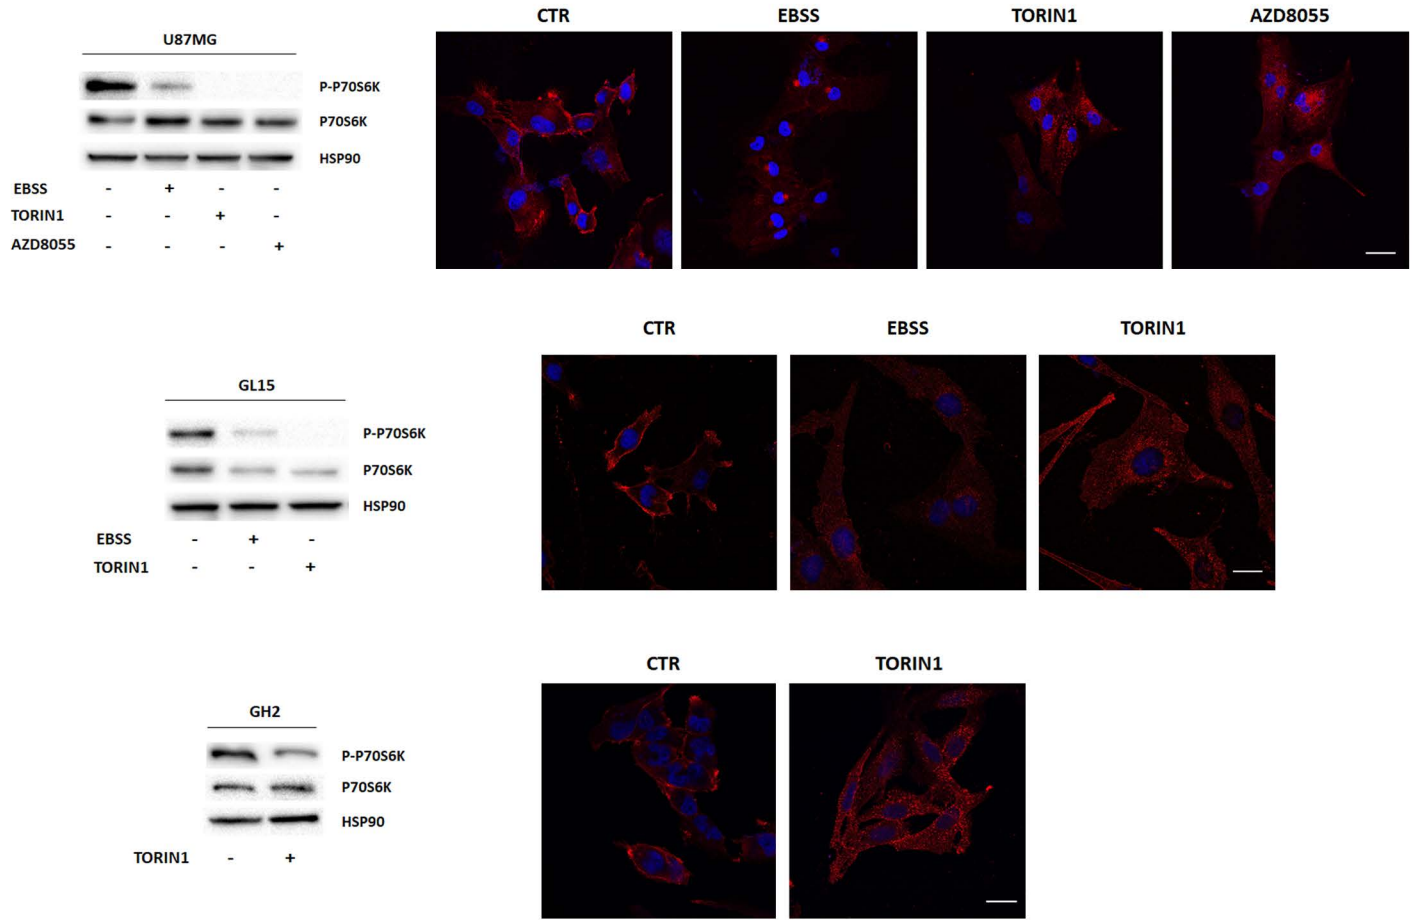 CTR EBSS TORIN1 AZD8055
U87MG
P-P70S6K
P70S6K
HSP90
EBSS - + - -
TORIN1 - - + -
AZD8055 - - - +
CTR EBSS TORIN1
GL15
P-P70S6K
P70S6K
HSP90
EBSS - + -
TORIN1 - - +
CTR TORIN1
GH2
P-P70S6K
P70S6K
HSP90
TORIN1 - +